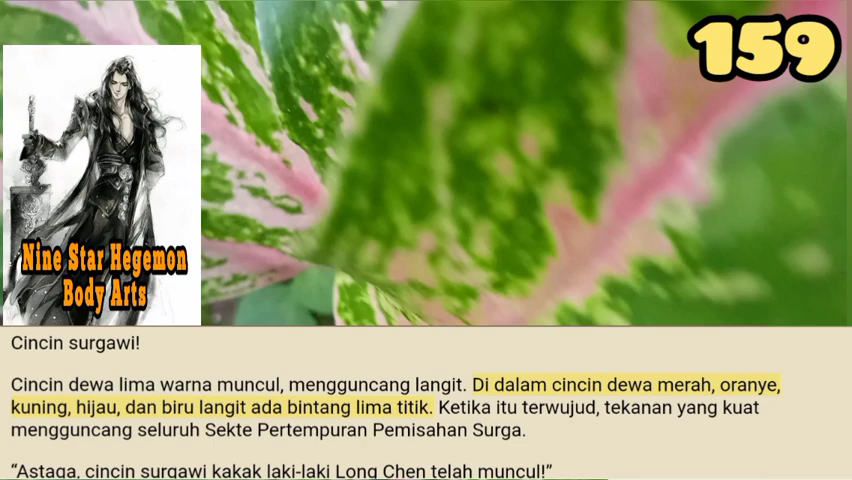 159
Nine Star Hegemon
Body Arts
Cincin surgawi!
Cincin dewa lima warna muncul, mengguncang langit. Di dalam cincin dewa merah, oranye,
kuning, hijau, dan biru langit ada bintang lima titik. Ketika itu terwujud, tekanan yang kuat
mengguncang seluruh Sekte Pertempuran Pemisahan Surga.
“Astaga, cincin surgawi kakak laki-laki Long Chen telah muncul!”